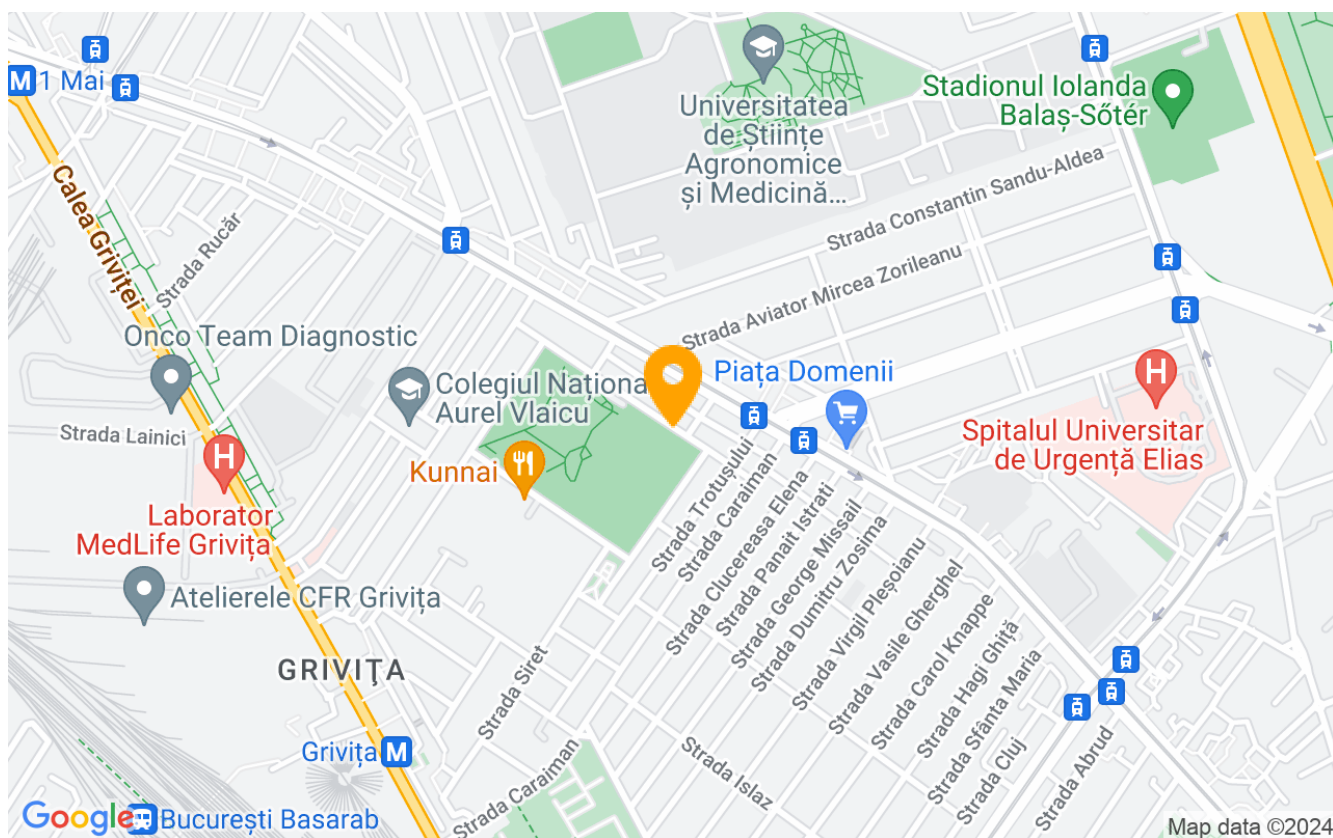 M 1 Mai
Universitatea
de Științe
Agronomice
și Medicină...
Stadionul Iolanda
Balaș-Sőtér
Calea Griviței
Strada Rucăr
Strada Constantin Sandu-Aldea
Strada Aviator Mircea Zorileanu
Onco Team Diagnostic
Colegiul Naționa
Aurel Vlaicu
Piața Domenii
Strada Lainici
H
Laborator
MedLife Grivița
Kunnai
H
Spitalul Universitar
de Urgență Elias
Atelierele CFR Grivița
Strada Trotușului
Strada Caraiman
Strada Clucereasa Elena
Strada Panait Istrati
Strada George Missail
Strada Dumitru Zosima
Strada Virgil Pleșoianu
Strada Vasile Gherghel
Strada Carol Knappe
Strada Hagi Ghiță
Strada Sfânta Maria
Strada Cluj
Strada Abrud
GRIVIŢA
Strada Siret
Grivița M
Strada Caraiman
Strada Islaz
Google
București Basarab
Map data ©2024